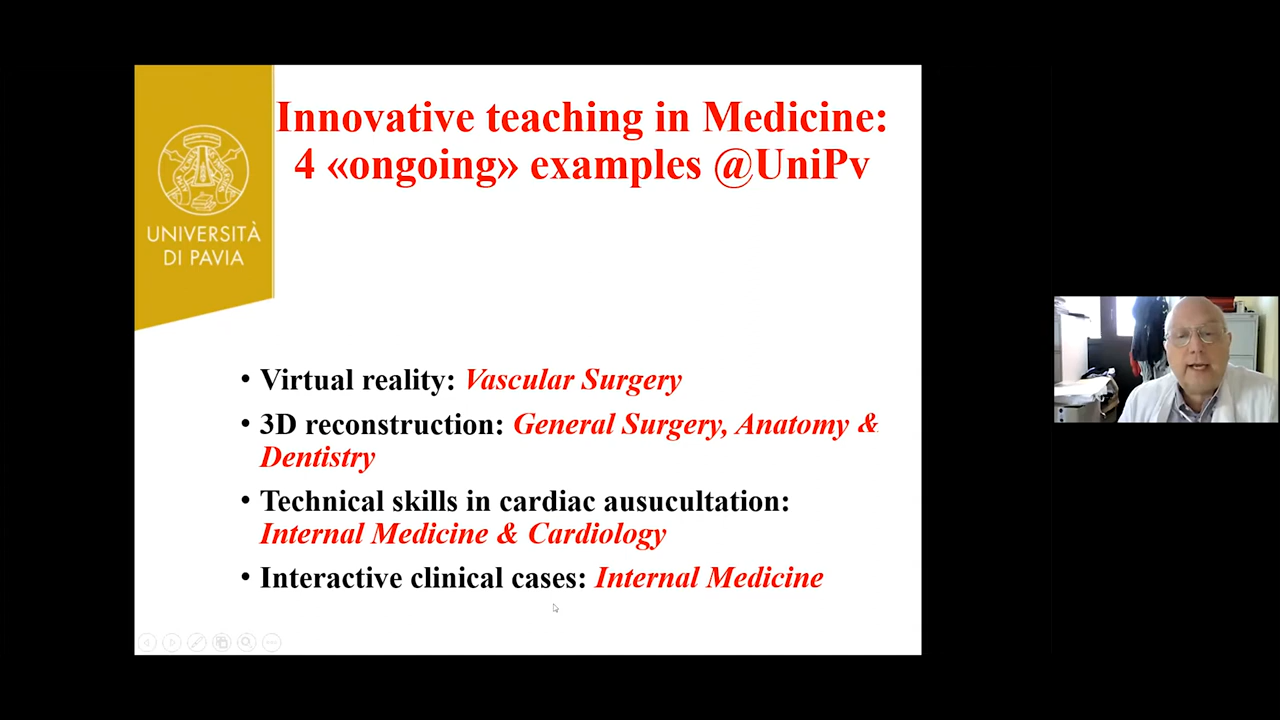 Innovative teaching in Medicine:
4 «ongoing» examples @UniPv
UNIVERSITÀ
DI PAVIA
• Virtual reality: Vascular Surgery
• 3D reconstruction: General Surgery, Anatomy &
Dentistry
• Technical skills in cardiac ausucultation:
Internal Medicine & Cardiology
• Interactive clinical cases: Internal Medicine